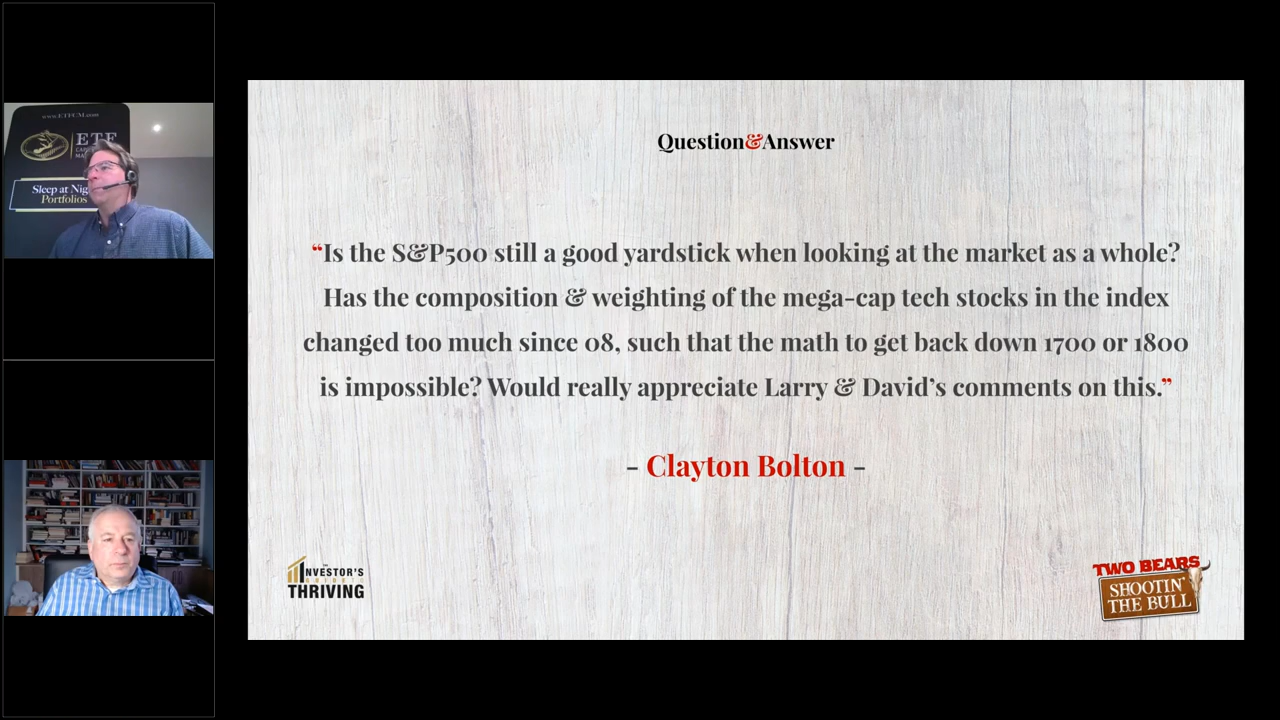 www.ETFCM.com
ETF
Sleep at Nig
Portfolios
Question&Answer
“Is the S&P500 still a good yardstick when looking at the market as a whole?
Has the composition & weighting of the mega-cap tech stocks in the index
changed too much since 08, such that the math to get back down 1700 or 1800
is impossible? Would really appreciate Larry & David’s comments on this.”
- Clayton Bolton -
INVESTOR'S
THRIVING
TWO BEARS
SHOOTIN'
THE BULL